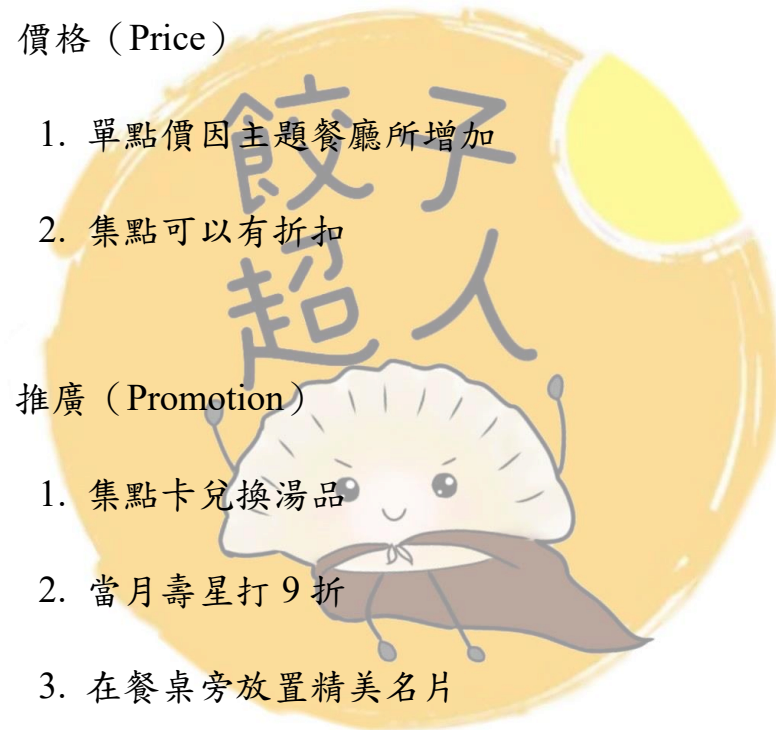 價格（Price）
1. 單點價因主題餐廳所增加
2. 集點可以有折扣
推廣（Promotion）
1. 集點卡兌換湯品
2. 當月壽星打 9 折
3. 在餐桌旁放置精美名片
餃子
超人